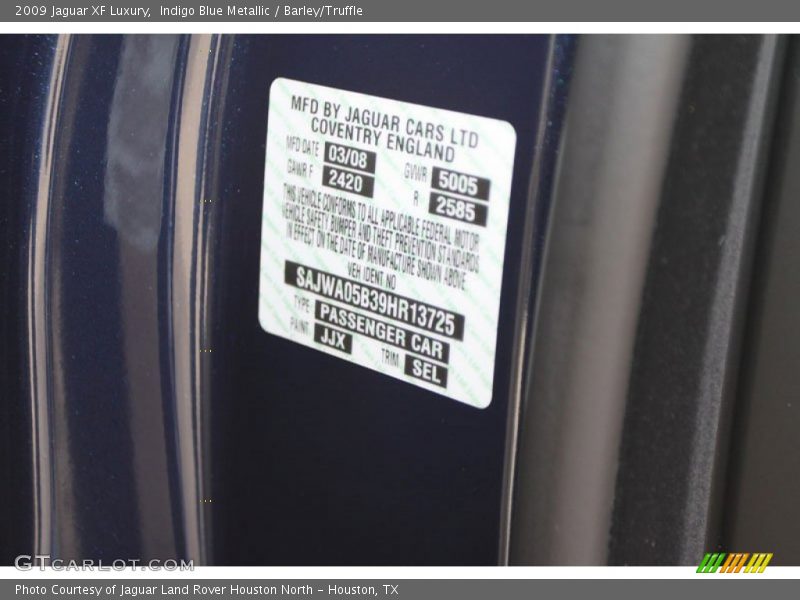 2009 Jaguar XF Luxury,  Indigo Blue Metallic / Barley/Truffle
MFD BY JAGUAR CARS LTD
COVENTRY ENGLAND
MFD DATE 03/08 GVWR 5005
GAWR F 2420 R 2585
THIS VEHICLE CONFORMS TO ALL APPLICABLE FEDERAL MOTOR
VEHICLE SAFETY BUMPER AND THEFT PREVENTION STANDARDS
IN EFFECT ON THE DATE OF MANUFACTURE SHOWN ABOVE.
VEH IDENT NO
SAJWA05B39HR13725
TYPE PASSENGER CAR
PAINT JJX TRIM SEL
GTCARLOT.COM
Photo Courtesy of Jaguar Land Rover Houston North - Houston, TX